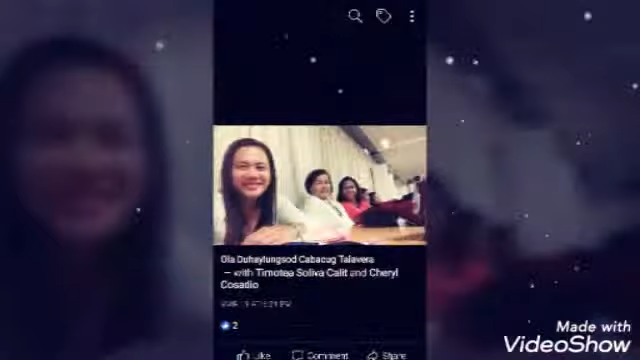 Ola Duhaylungsod Cabacug Talavera
— with Timotea Soliva Calit and Cheryl
Cosadio
2
Like Comment Share
Made with
VideoShow